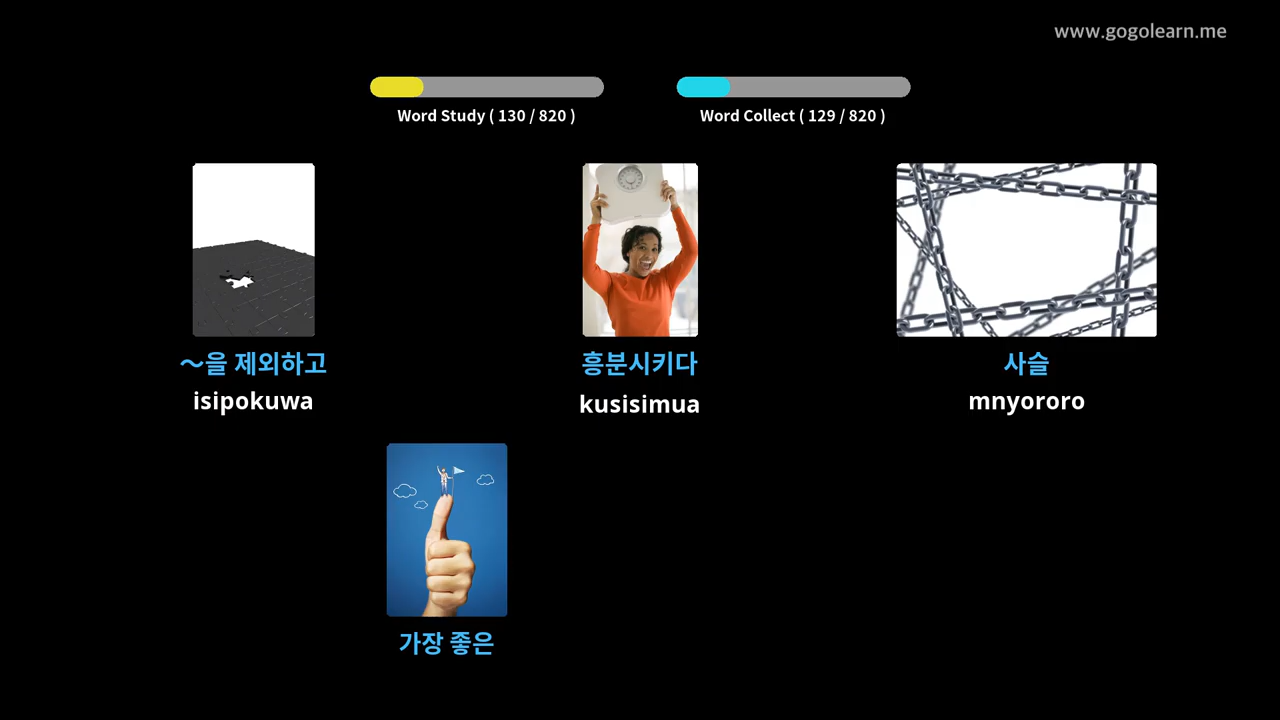 www.gogolearn.me
Word Study ( 130 / 820 )
Word Collect ( 129 / 820 )
～을 제외하고
흥분시키다
사슬
isipokuwa
kusisimua
mnyororo
가장 좋은